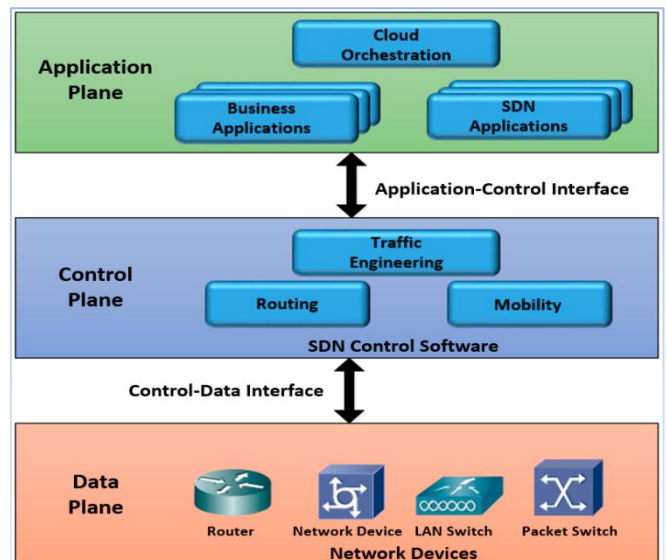 Application
Plane
Cloud
Orchestration
Business
Applications
SDN
Applications
Application-Control Interface
Control
Plane
Traffic
Engineering
Routing
Mobility
SDN Control Software
Control-Data Interface
Data
Plane
Router
Network Device
LAN Switch
Packet Switch
Network Devices